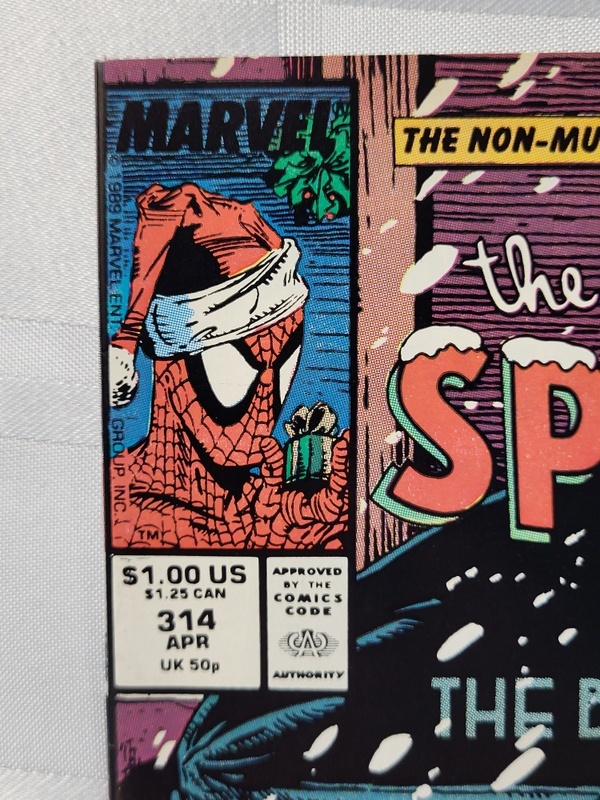 MARVEL
THE NON-MU
© 1989 MARVEL ENT. GROUP, INC.
the
SP
TM
$1.00 US
$1.25 CAN
314
APR
UK 50p
APPROVED
BY THE
COMICS
CODE
CA
AUTHORITY
THE B